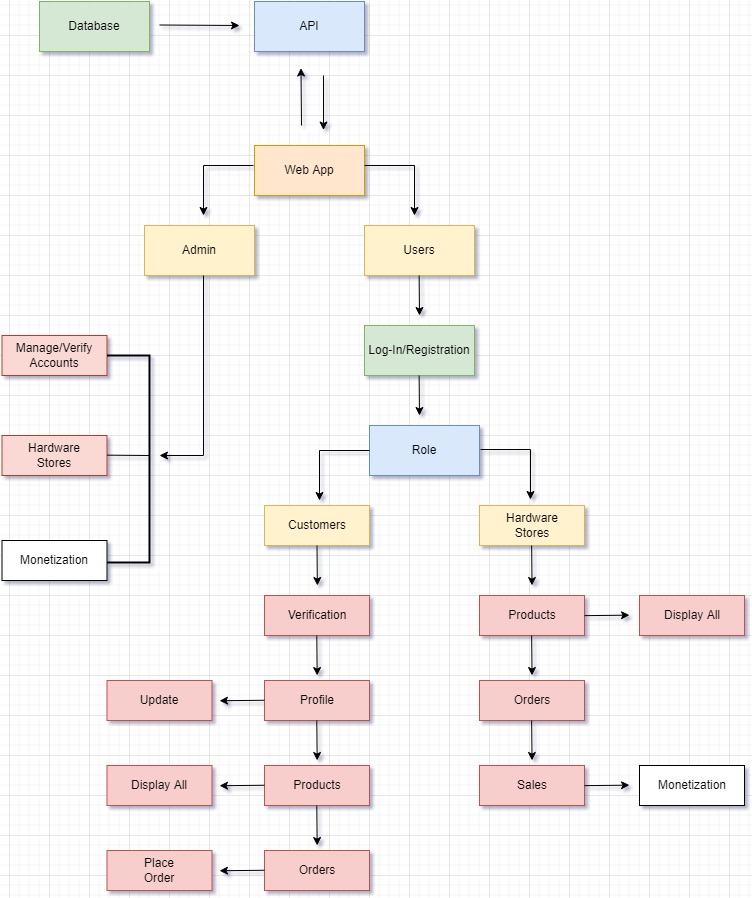 Database
API
Web App
Admin
Users
Manage/Verify
Accounts
Log-In/Registration
Hardware
Stores
Role
Customers
Hardware
Stores
Monetization
Verification
Products
Display All
Update
Profile
Orders
Display All
Products
Sales
Monetization
Place
Order
Orders